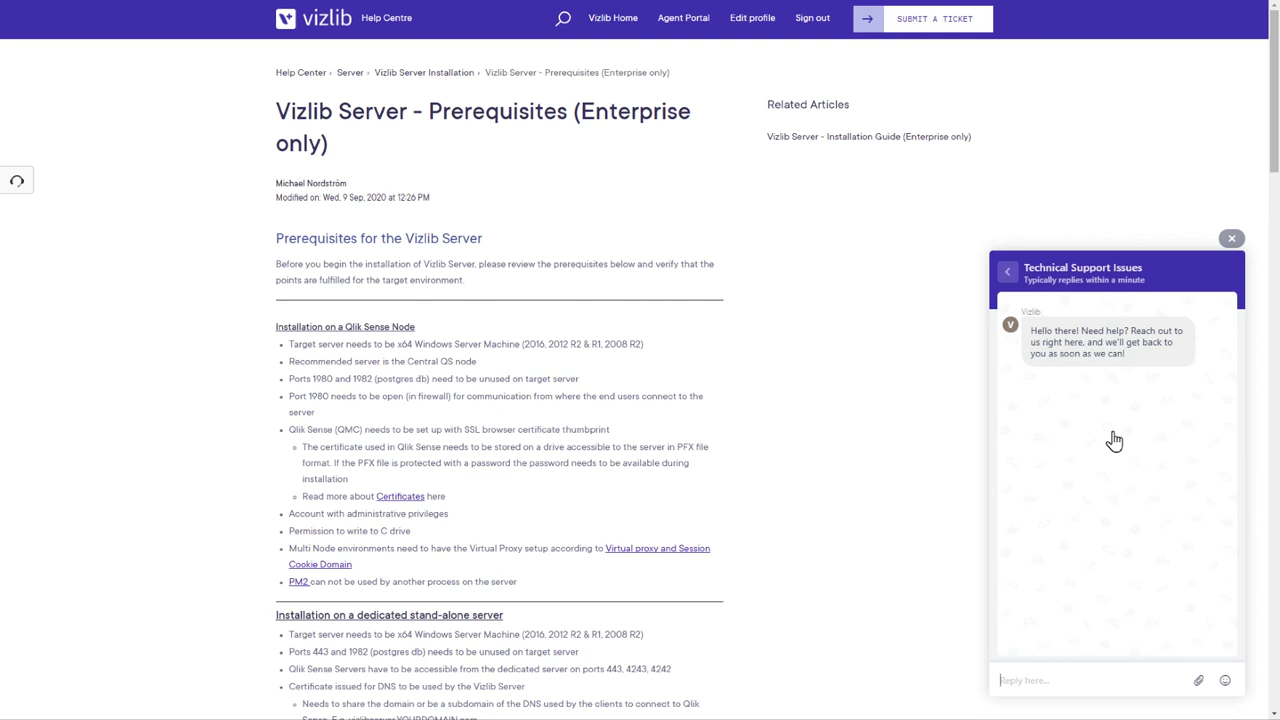 vizlib Help Centre Vizlib Home Agent Portal Edit profile Sign out SUBMIT A TICKET
Help Center › Server › Vizlib Server Installation › Vizlib Server - Prerequisites (Enterprise only)
Vizlib Server - Prerequisites (Enterprise
only)
Michael Nordström
Modified on: Wed, 9 Sep, 2020 at 12:26 PM
Prerequisites for the Vizlib Server
Before you begin the installation of Vizlib Server, please review the prerequisites below and verify that the
points are fulfilled for the target environment.
Installation on a Qlik Sense Node
• Target server needs to be x64 Windows Server Machine (2016, 2012 R2 & R1, 2008 R2)
• Recommended server is the Central QS node
• Ports 1980 and 1982 (postgres db) need to be unused on target server
• Port 1980 needs to be open (in firewall) for communication from where the end users connect to the
server
• Qlik Sense (QMC) needs to be set up with SSL browser certificate thumbprint
◦ The certificate used in Qlik Sense needs to be stored on a drive accessible to the server in PFX file
format. If the PFX file is protected with a password the password needs to be available during
installation
◦ Read more about Certificates here
• Account with administrative privileges
• Permission to write to C drive
• Multi Node environments need to have the Virtual Proxy setup according to Virtual proxy and Session
Cookie Domain
• PM2 can not be used by another process on the server
Installation on a dedicated stand-alone server
• Target server needs to be x64 Windows Server Machine (2016, 2012 R2 & R1, 2008 R2)
• Ports 443 and 1982 (postgres db) needs to be unused on target server
• Qlik Sense Servers have to be accessible from the dedicated server on ports 443, 4243, 4242
• Certificate issued for DNS to be used by the Vizlib Server
◦ Needs to share the domain or be a subdomain of the DNS used by the clients to connect to Qlik
Sense. E.g. vizlibserver.YOURDOMAIN.com
Related Articles
Vizlib Server - Installation Guide (Enterprise only)
Technical Support Issues
Typically replies within a minute
Vizlib
V
Hello there! Need help? Reach out to
us right here, and we'll get back to
you as soon as we can!
Reply here...